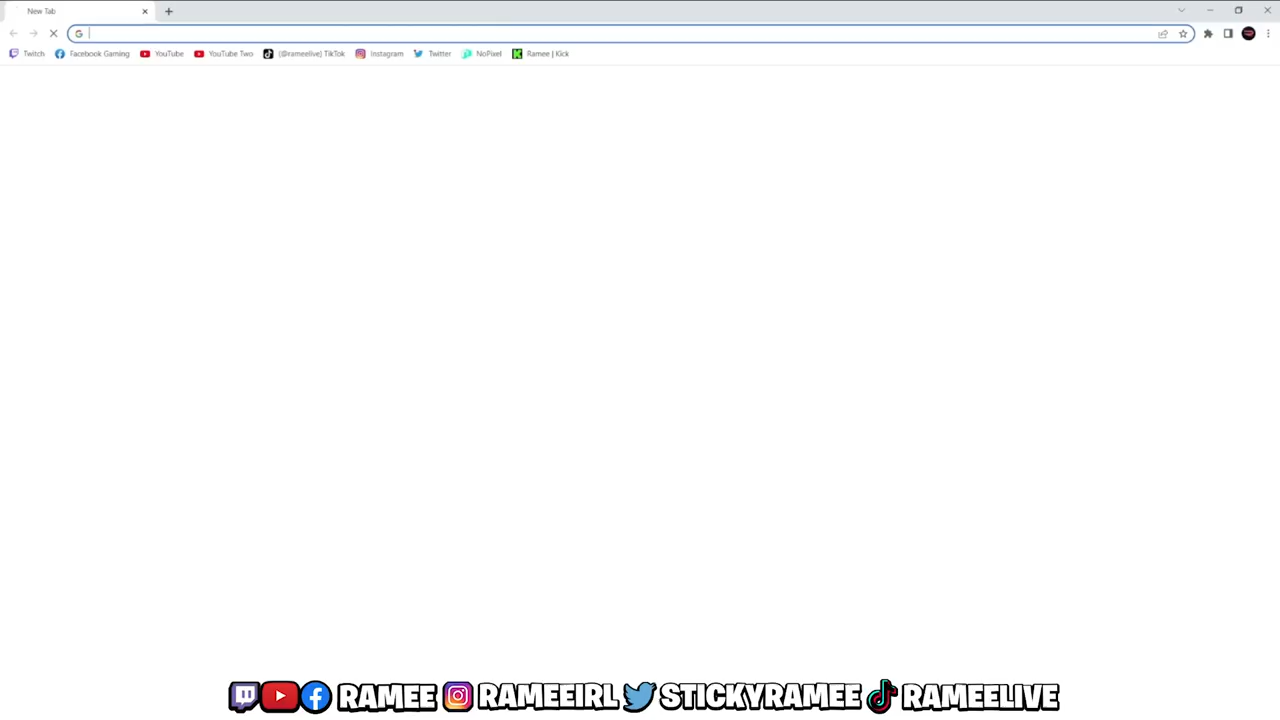 New Tab
Twitch Facebook Gaming YouTube YouTube Two (@rameelive) TikTok Instagram Twitter NoPixel Ramee | Kick
RAMEE RAMEEIRL STICKYRAMEE RAMEELIVE